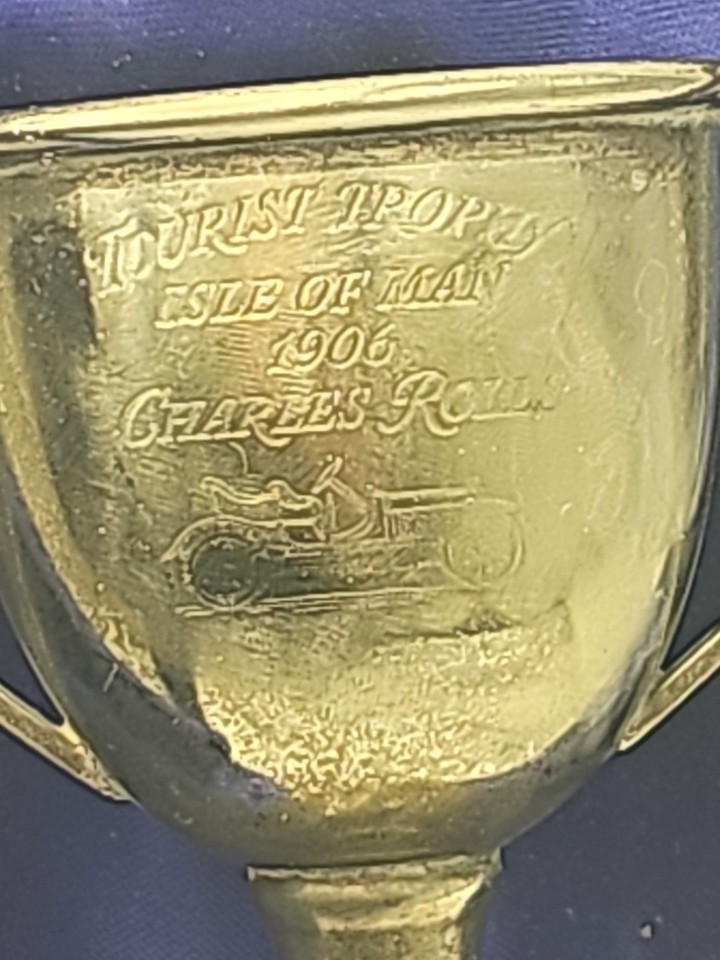 TOURIST TROPHY
ISLE OF MAN
1906
CHARLES ROLLS